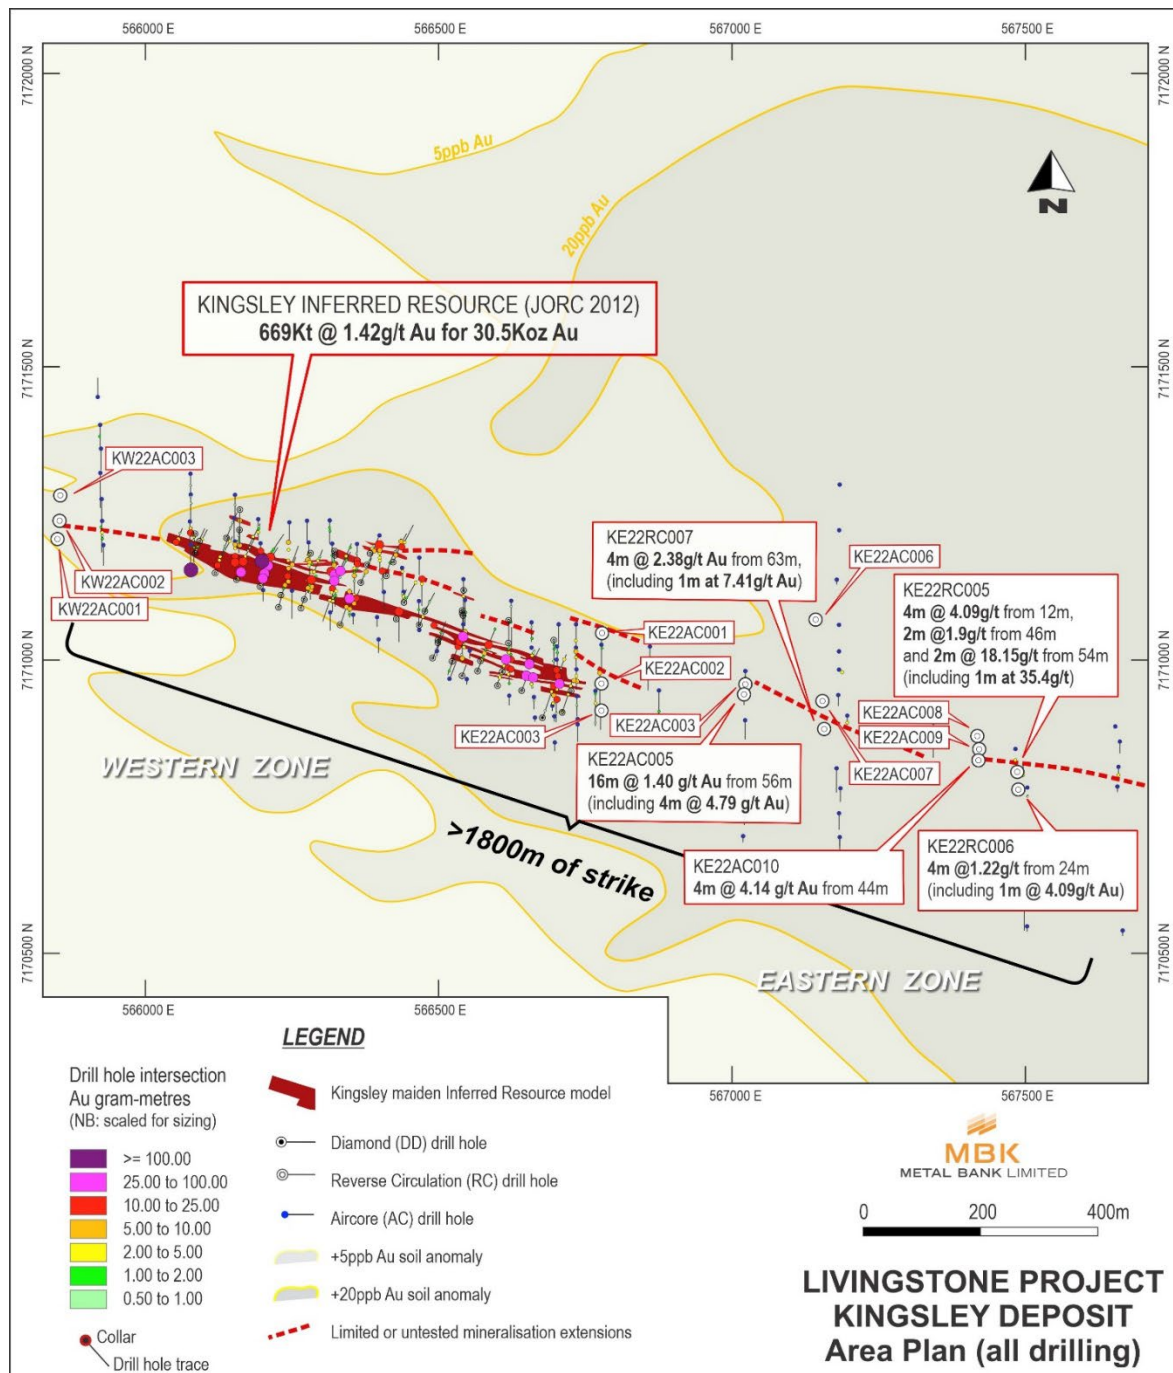 566000 E
566500 E
567000 E
567500 E
7172000 N
7172000 N
5ppb Au
N
20ppb Au
KINGSLEY INFERRED RESOURCE (JORC 2012)
669Kt @ 1.42g/t Au for 30.5Koz Au
7171500 N
7171500 N
KW22AC003
KE22RC007
4m @ 2.38g/t Au from 63m,
(including 1m at 7.41g/t Au)
KE22AC006
KE22RC005
4m @ 4.09g/t from 12m,
2m @1.9g/t from 46m
and 2m @ 18.15g/t from 54m
(including 1m at 35.4g/t)
KW22AC002
KW22AC001
KE22AC001
KE22AC002
7171000 N
7171000 N
KE22AC003
KE22AC003
KE22AC008
KE22AC009
KE22AC007
WESTERN ZONE
KE22AC005
16m @ 1.40 g/t Au from 56m
(including 4m @ 4.79 g/t Au)
>1800m of strike
KE22AC010
4m @ 4.14 g/t Au from 44m
KE22RC006
4m @1.22g/t from 24m
(including 1m @ 4.09g/t Au)
7170500 N
7170500 N
EASTERN ZONE
566000 E
566500 E
567000 E
567500 E
LEGEND
Drill hole intersection
Au gram-metres
(NB: scaled for sizing)
>= 100.00
25.00 to 100.00
10.00 to 25.00
5.00 to 10.00
2.00 to 5.00
1.00 to 2.00
0.50 to 1.00
Collar
Drill hole trace
Kingsley maiden Inferred Resource model
Diamond (DD) drill hole
Reverse Circulation (RC) drill hole
Aircore (AC) drill hole
+5ppb Au soil anomaly
+20ppb Au soil anomaly
Limited or untested mineralisation extensions
MBK
METAL BANK LIMITED
0 200 400m
LIVINGSTONE PROJECT
KINGSLEY DEPOSIT
Area Plan (all drilling)